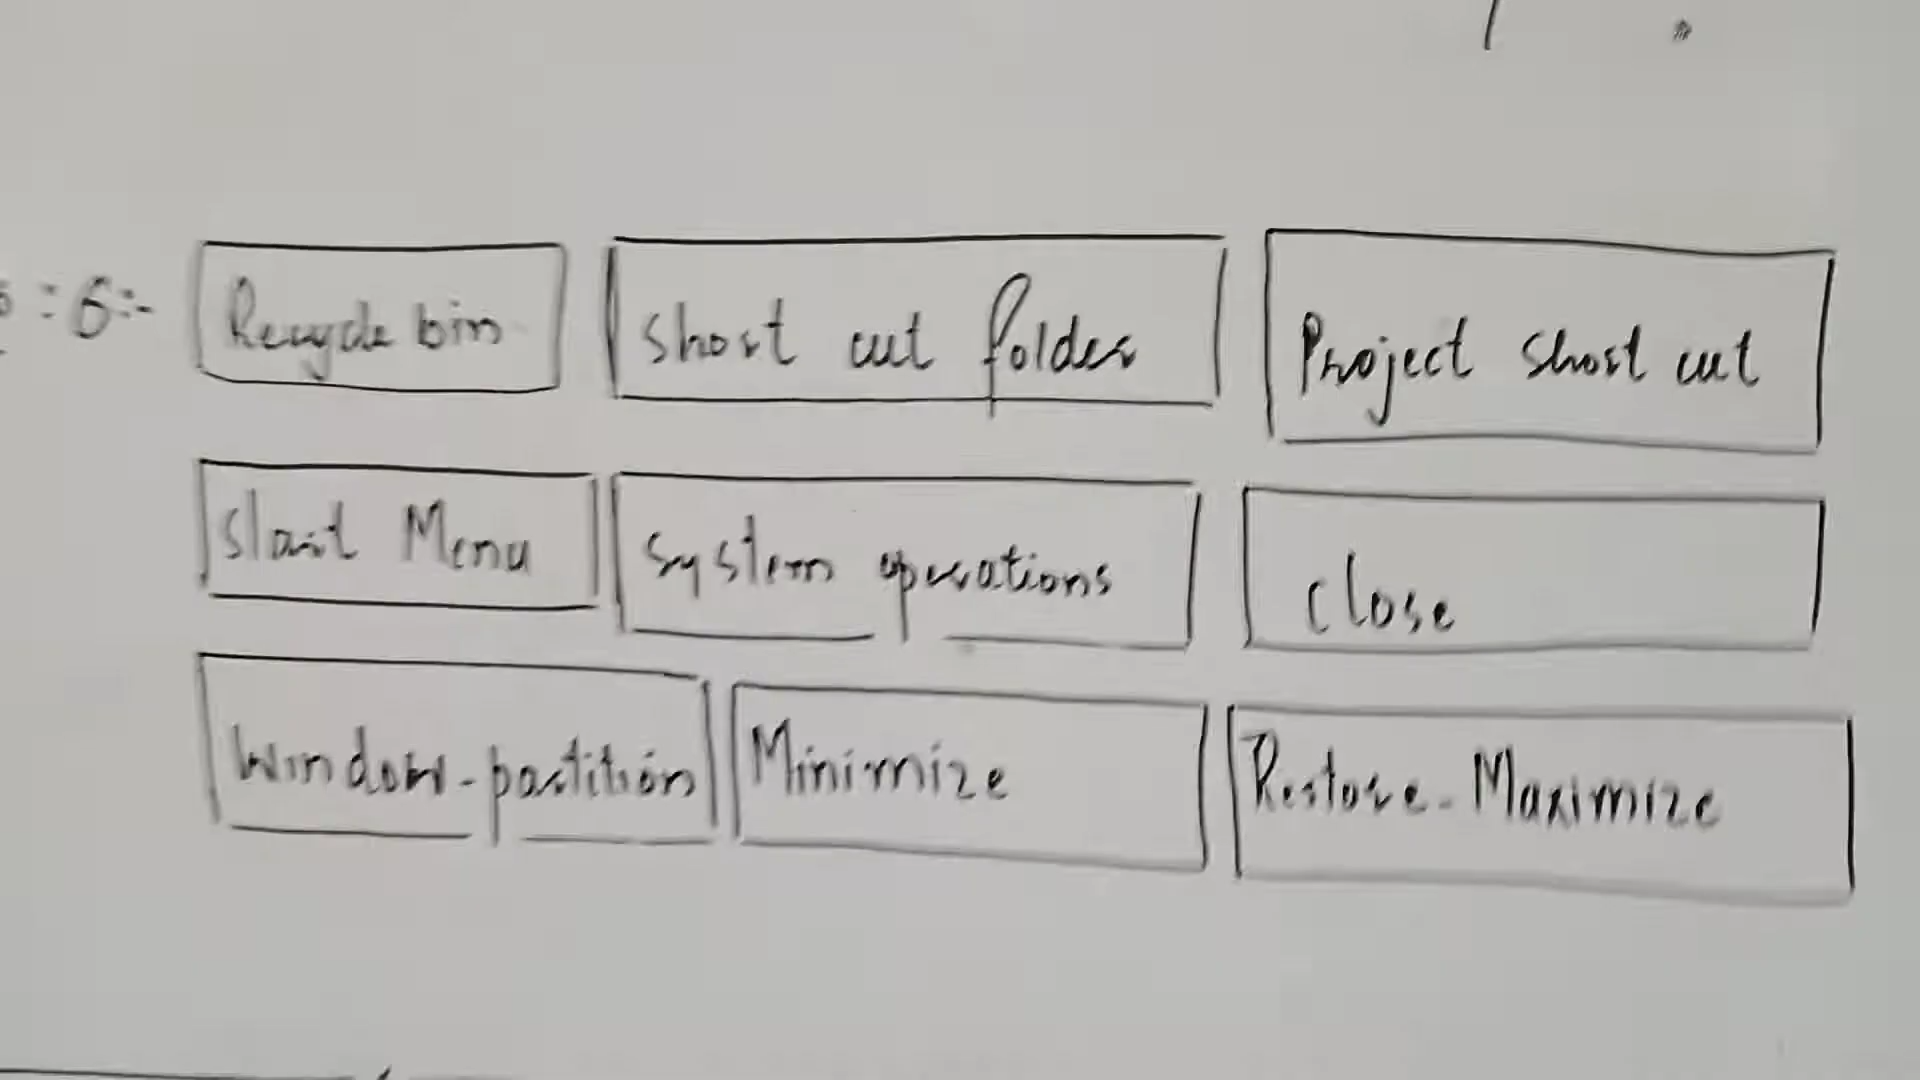 : 6 :- Recycle bin Short cut folder Project Short cut
Start Menu System operations close
Window-partition Minimize Restore-Maximize